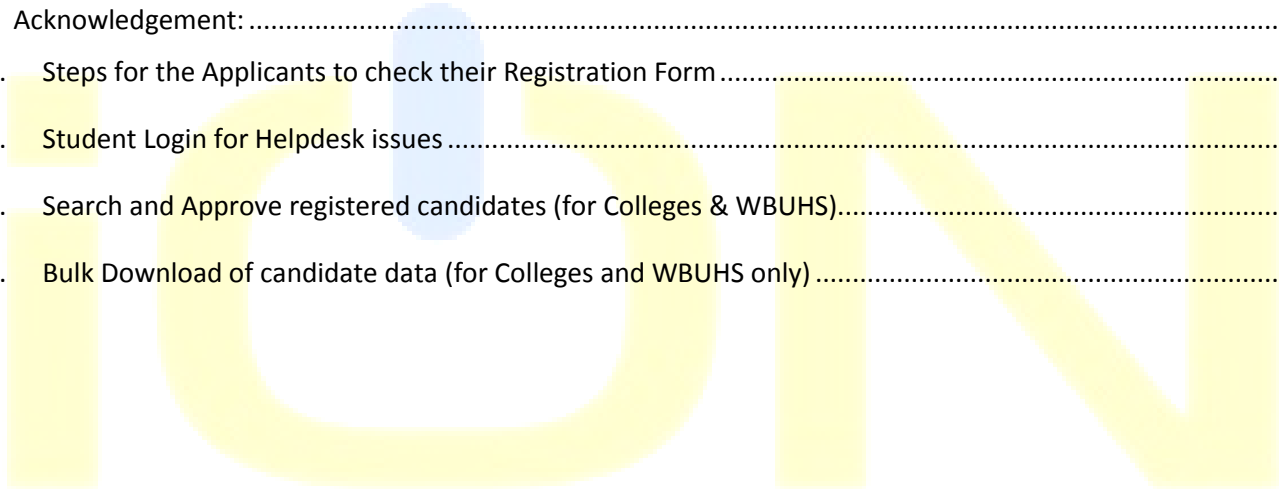 Acknowledgement: ........................................................................................................................................................
. Steps for the Applicants to check their Registration Form ................................................................................
. Student Login for Helpdesk issues ........................................................................................................................
. Search and Approve registered candidates (for Colleges & WBUHS)................................................................
. Bulk Download of candidate data (for Colleges and WBUHS only) ..................................................................
iON